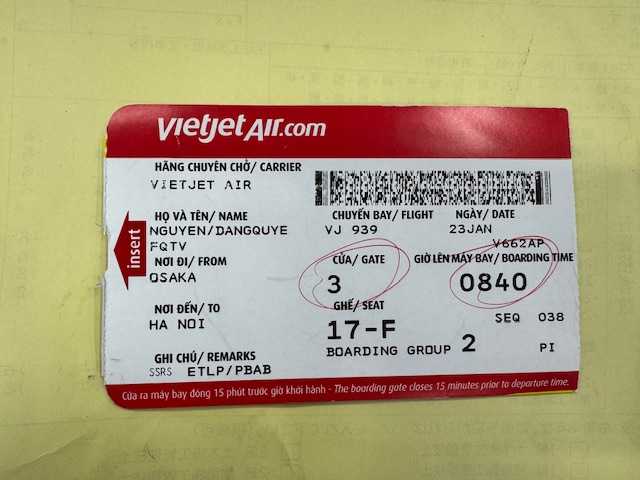 vietjetAir.com
HÃNG CHUYÊN CHỞ/ CARRIER
VIETJET AIR
HỌ VÀ TÊN/ NAME
NGUYEN/DANGQUYE
FQTV
CHUYẾN BAY/ FLIGHT
VJ 939
NGÀY/ DATE
23JAN
V662AP
insert
NƠI ĐI/ FROM
OSAKA
CỬA/ GATE
3
GIỜ LÊN MÁY BAY/ BOARDING TIME
0840
NƠI ĐẾN/ TO
HA NOI
GHẾ/ SEAT
17-F
SEQ 038
BOARDING GROUP 2
PI
GHI CHÚ/ REMARKS
SSRS ETLP/PBAB
Cửa ra máy bay đóng 15 phút trước giờ khởi hành - The boarding gate closes 15 minutes prior to departure time.